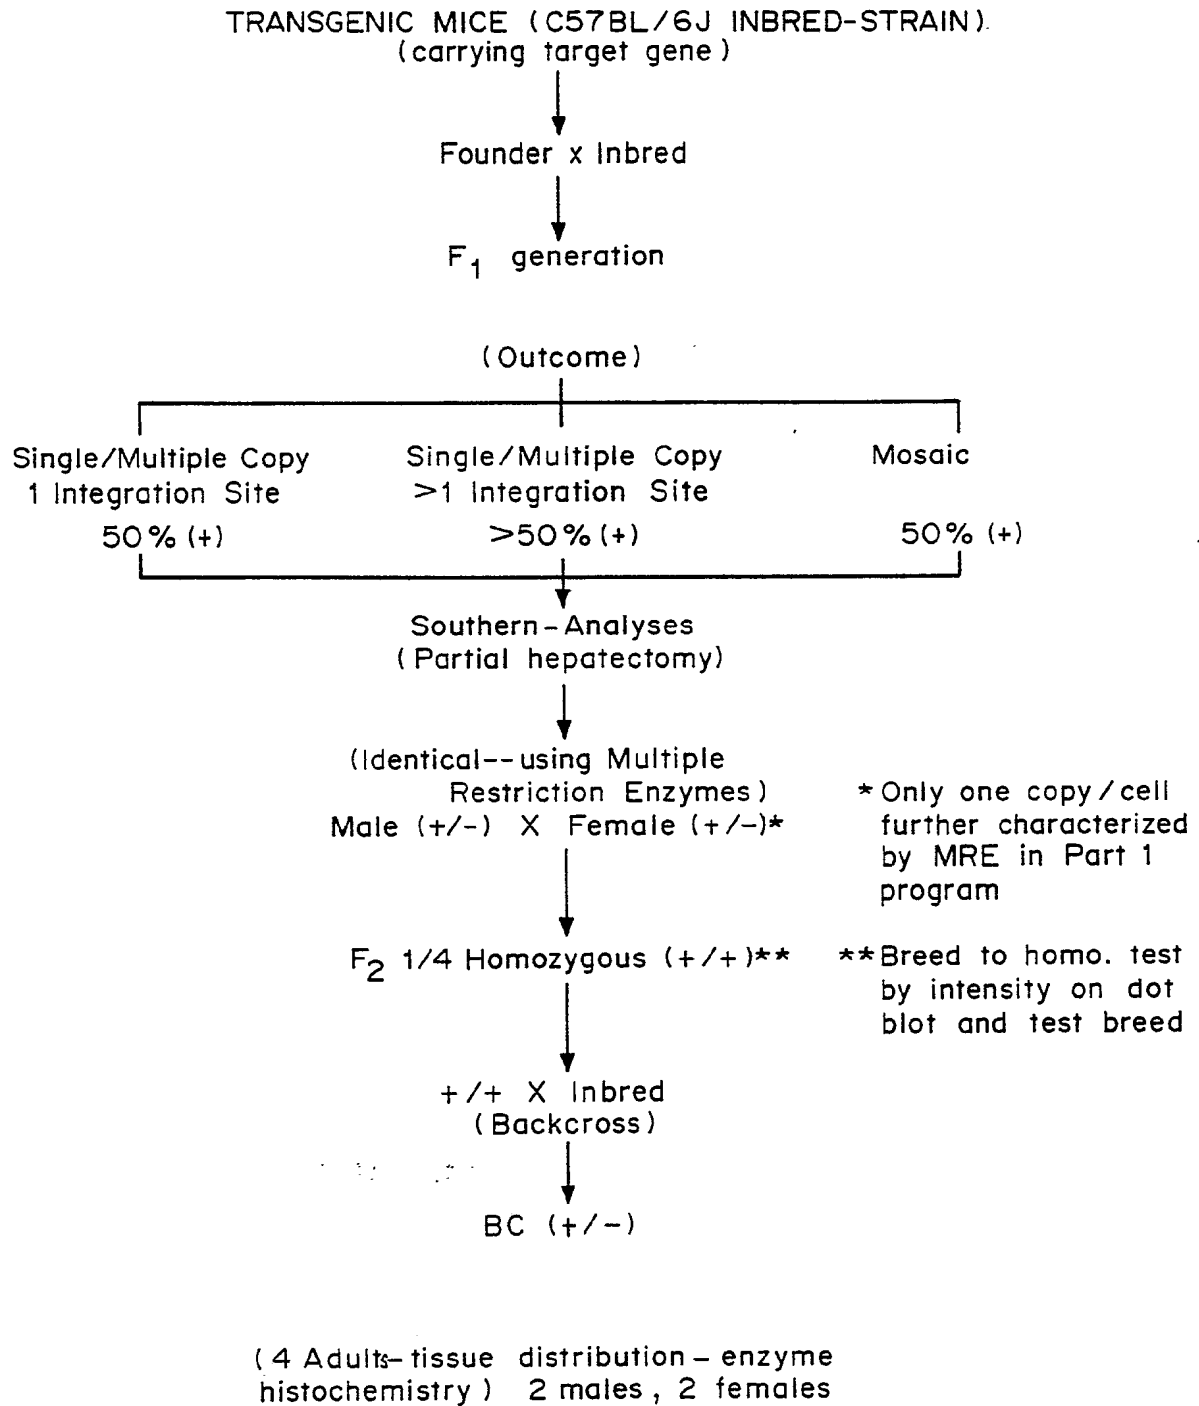 TRANSGENIC MICE (C57BL/6J INBRED-STRAIN).
(carrying target gene)
Founder x Inbred
F1 generation
(Outcome)
Single/Multiple Copy
1 Integration Site
50% (+)
Single/Multiple Copy
>1 Integration Site
>50% (+)
Mosaic
50% (+)
Southern-Analyses
(Partial hepatectomy)
(Identical--using Multiple
Restriction Enzymes)
Male (+/-) X Female (+/-)*
* Only one copy/cell
further characterized
by MRE in Part 1
program
F2 1/4 Homozygous (+/+)**
** Breed to homo. test
by intensity on dot
blot and test breed
+/+ X Inbred
(Backcross)
BC (+/-)
(4 Adults-tissue distribution-enzyme
histochemistry) 2 males, 2 females